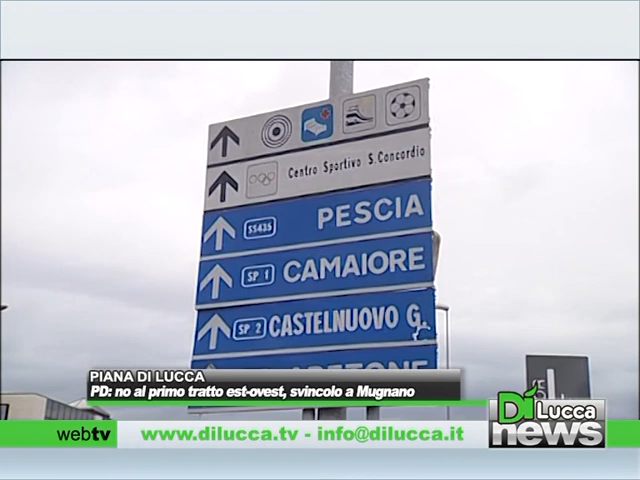 Centro Sportivo S.Concordio
SS435 PESCIA
SP 1 CAMAIORE
SP 2 CASTELNUOVO G.
PIANA DI LUCCA
PD: no al primo tratto est-ovest, svincolo a Mugnano
Di Lucca
news
webtv www.dilucca.tv - info@dilucca.it